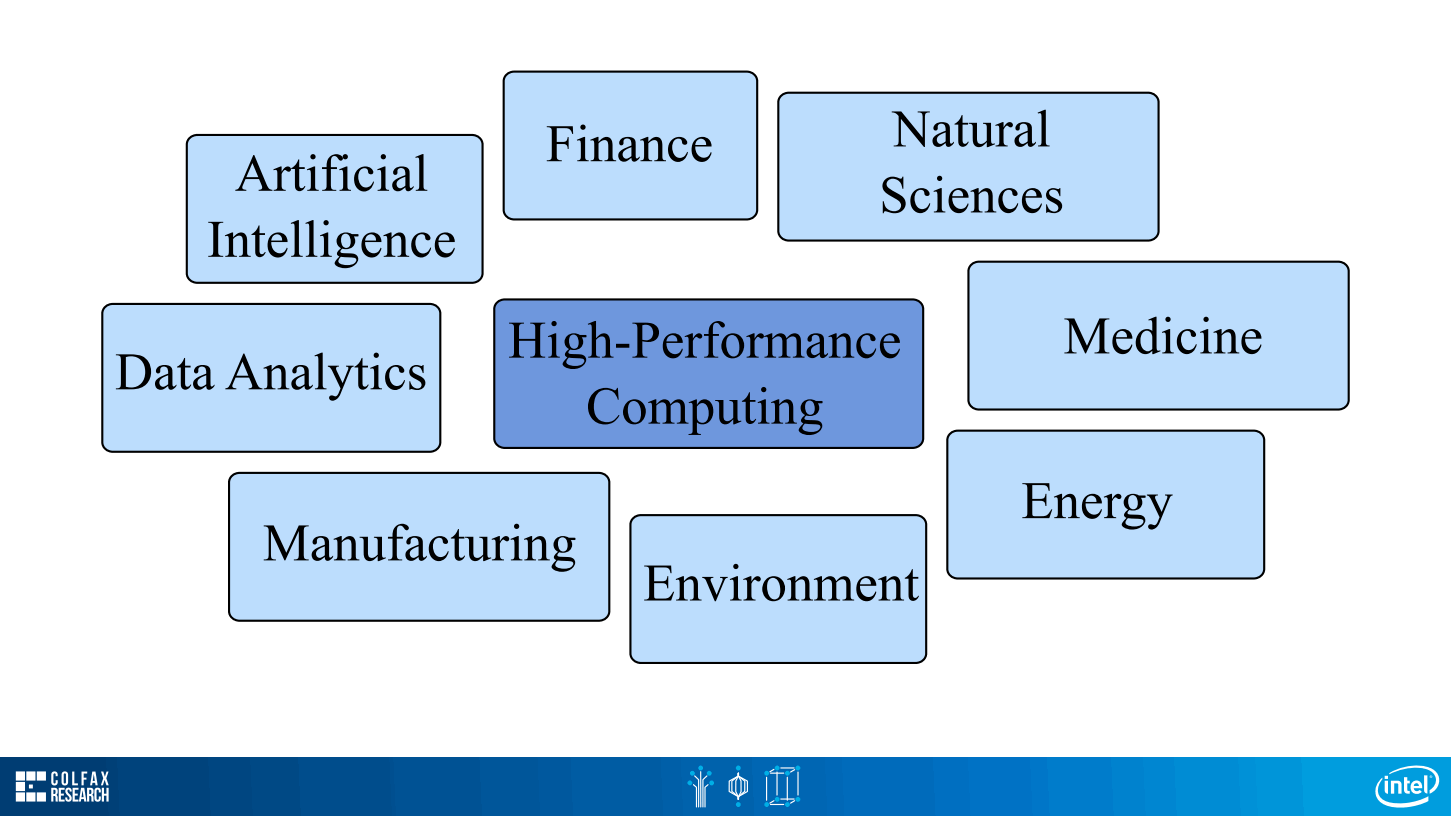 Finance
Natural
Sciences
Artificial
Intelligence
High-Performance
Computing
Medicine
Data Analytics
Energy
Manufacturing
Environment
COLFAX
RESEARCH
intel